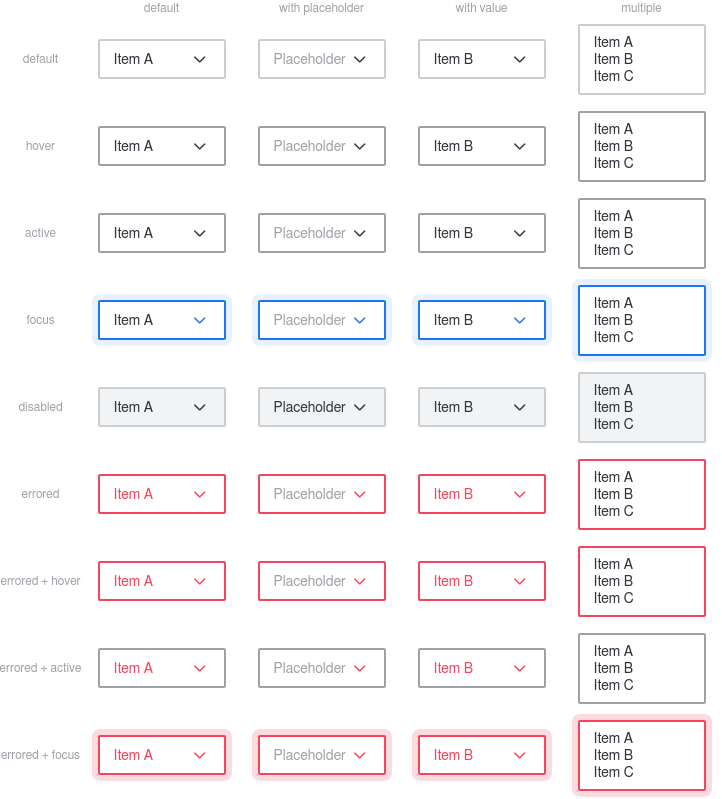 default with placeholder with value multiple
default Item A Placeholder Item B Item A
Item B
Item C
hover Item A Placeholder Item B Item A
Item B
Item C
active Item A Placeholder Item B Item A
Item B
Item C
focus Item A Placeholder Item B Item A
Item B
Item C
disabled Item A Placeholder Item B Item A
Item B
Item C
errored Item A Placeholder Item B Item A
Item B
Item C
errored + hover Item A Placeholder Item B Item A
Item B
Item C
errored + active Item A Placeholder Item B Item A
Item B
Item C
errored + focus Item A Placeholder Item B Item A
Item B
Item C